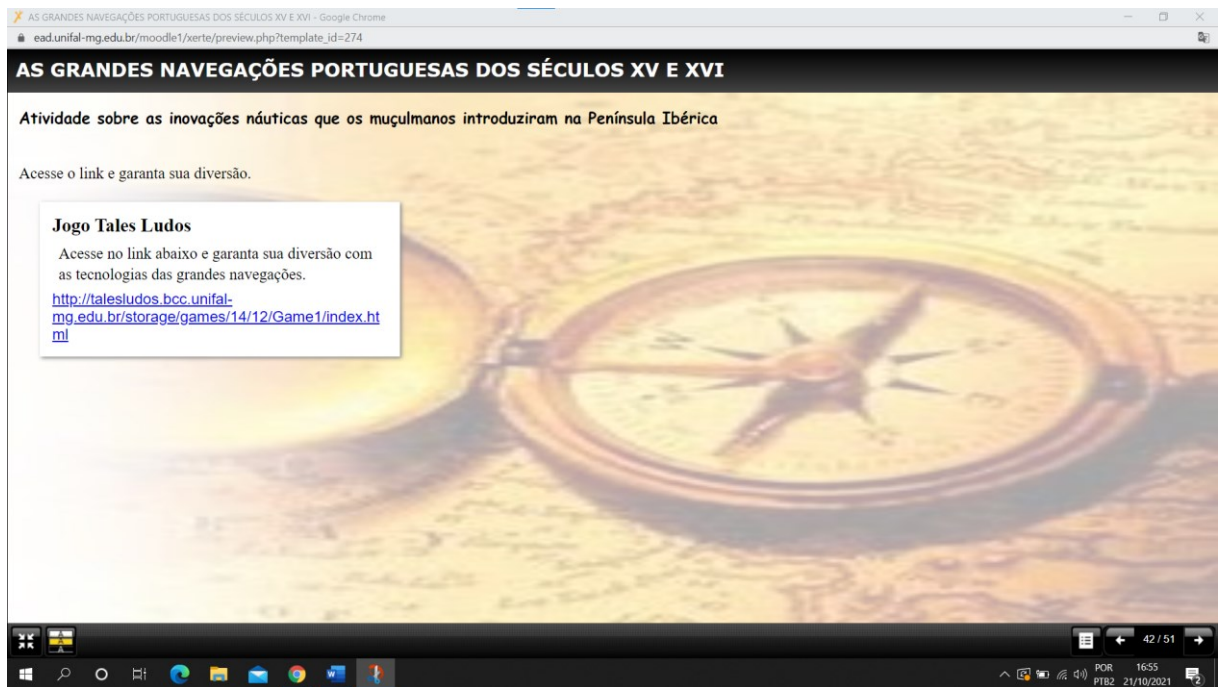 AS GRANDES NAVEGAÇÕES PORTUGUESAS DOS SÉCULOS XV E XVI - Google Chrome
ead.unifal-mg.edu.br/moodle1/xerte/preview.php?template_id=274
AS GRANDES NAVEGAÇÕES PORTUGUESAS DOS SÉCULOS XV E XVI
Atividade sobre as inovações náuticas que os muçulmanos introduziram na Península Ibérica
Acesse o link e garanta sua diversão.
Jogo Tales Ludos
Acesse no link abaixo e garanta sua diversão com
as tecnologias das grandes navegações.
http://talesludos.bcc.unifal-
mg.edu.br/storage/games/14/12/Game1/index.ht
ml
42 / 51
POR 16:55
PTB2 21/10/2021